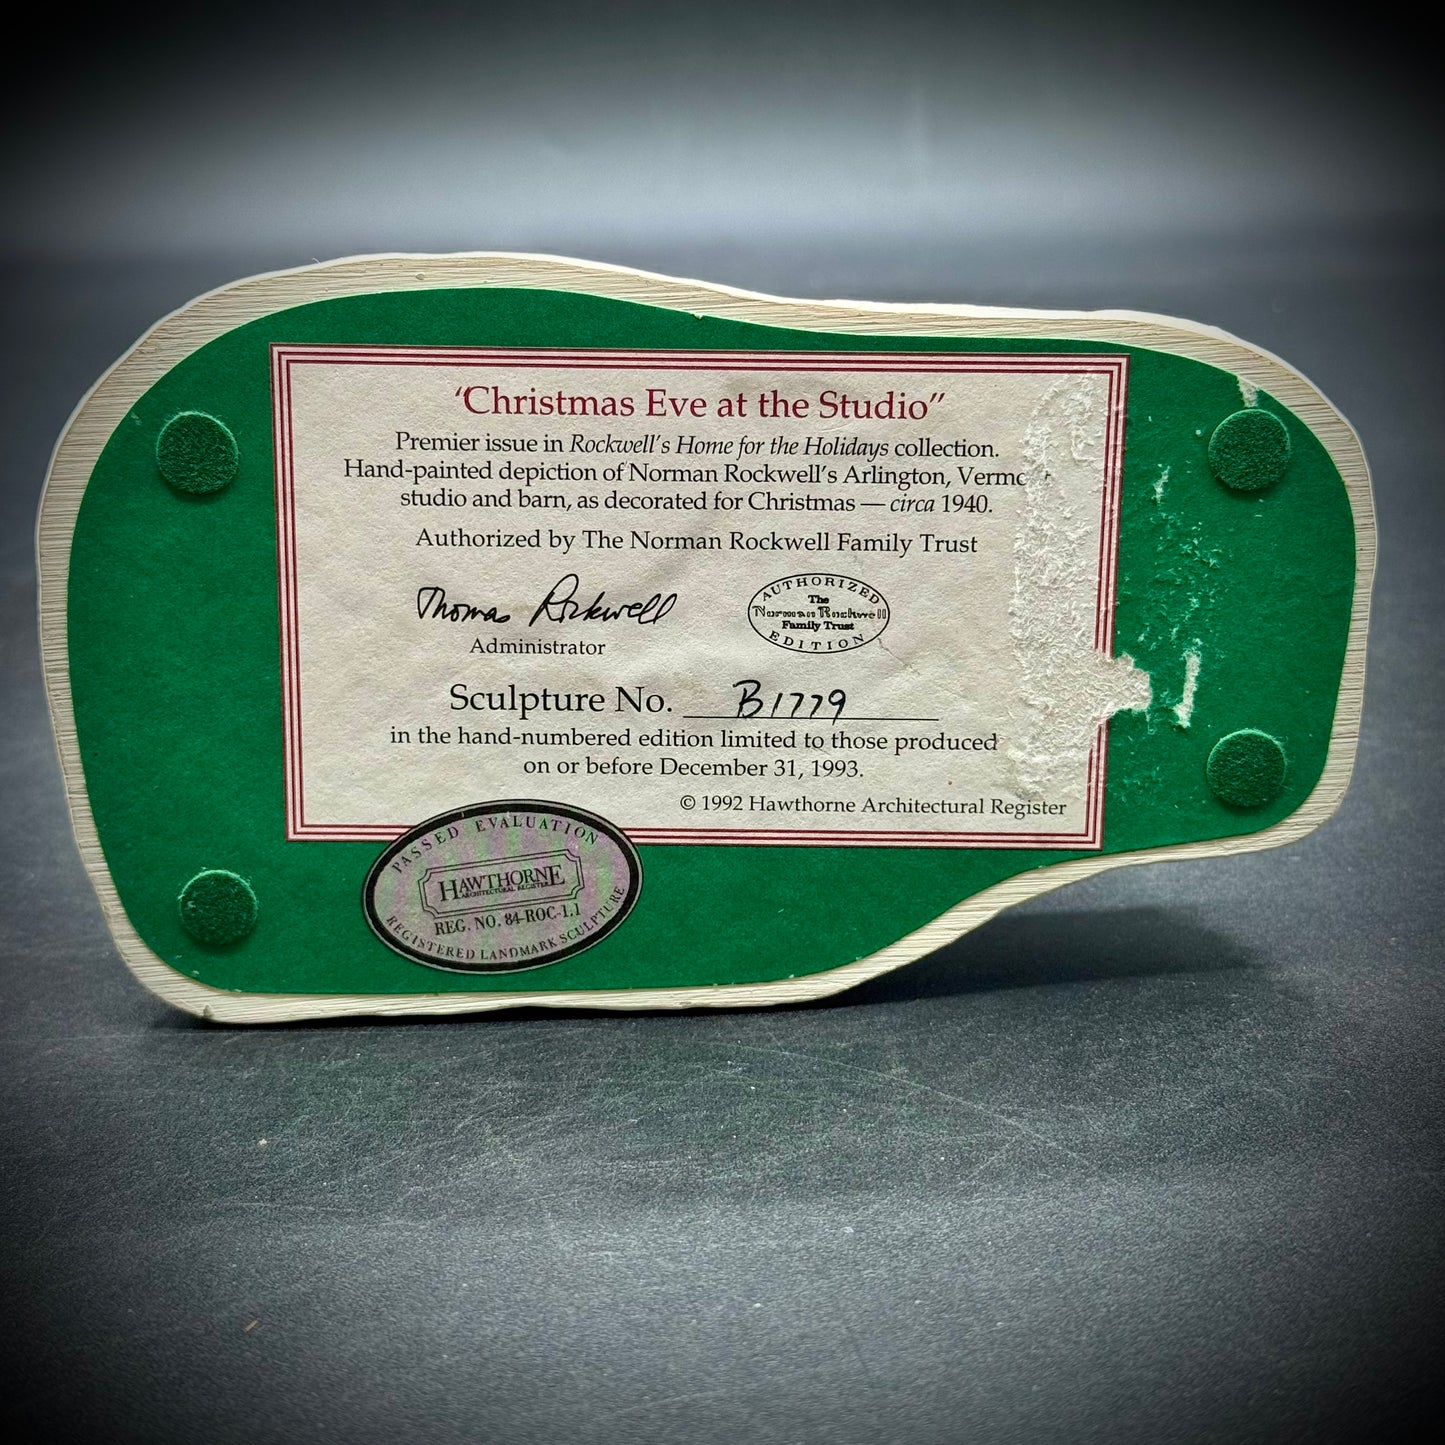 "Christmas Eve at the Studio"
Premier issue in Rockwell's Home for the Holidays collection.
Hand-painted depiction of Norman Rockwell's Arlington,
studio and barn, as decorated for Christmas — circa 1940.
Authorized by The Norman Rockwell Family Trust
Thomas Rockwell
Administrator
AUTHORIZED
The
Norman Rockwell
Family Trust
EDITION
Sculpture No. B1779
in the hand-numbered edition limited to those produced
on or before December 31, 1993.
© 1992 Hawthorne Architectural Register
PASSED EVALUATION
HAWTHORNE
ARCHITECTURAL REGISTER
REG. NO. 84-ROC-1.1
REGISTERED LANDMARK SCULPTURE